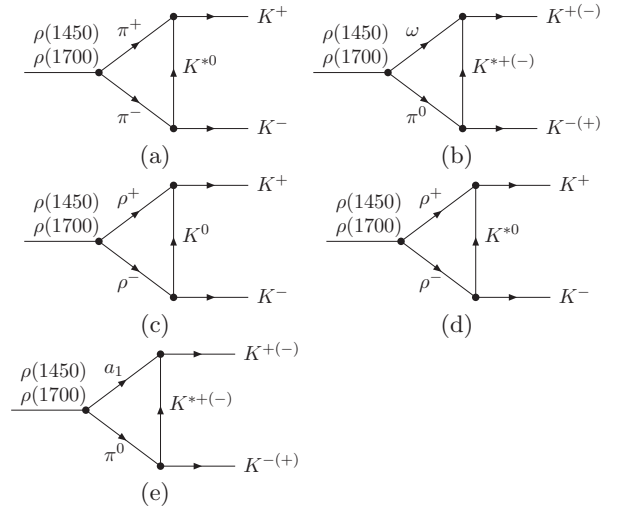 ρ(1450) π⁺ K⁺
ρ(1700) K*⁰
π⁻ K⁻
(a)
ρ(1450) ω K⁺⁽⁻⁾
ρ(1700) K*⁺⁽⁻⁾
π⁰ K⁻⁽⁺⁾
(b)
ρ(1450) ρ⁺ K⁺
ρ(1700) K⁰
ρ⁻ K⁻
(c)
ρ(1450) ρ⁺ K⁺
ρ(1700) K*⁰
ρ⁻ K⁻
(d)
ρ(1450) a₁ K⁺⁽⁻⁾
ρ(1700) K*⁺⁽⁻⁾
π⁰ K⁻⁽⁺⁾
(e)